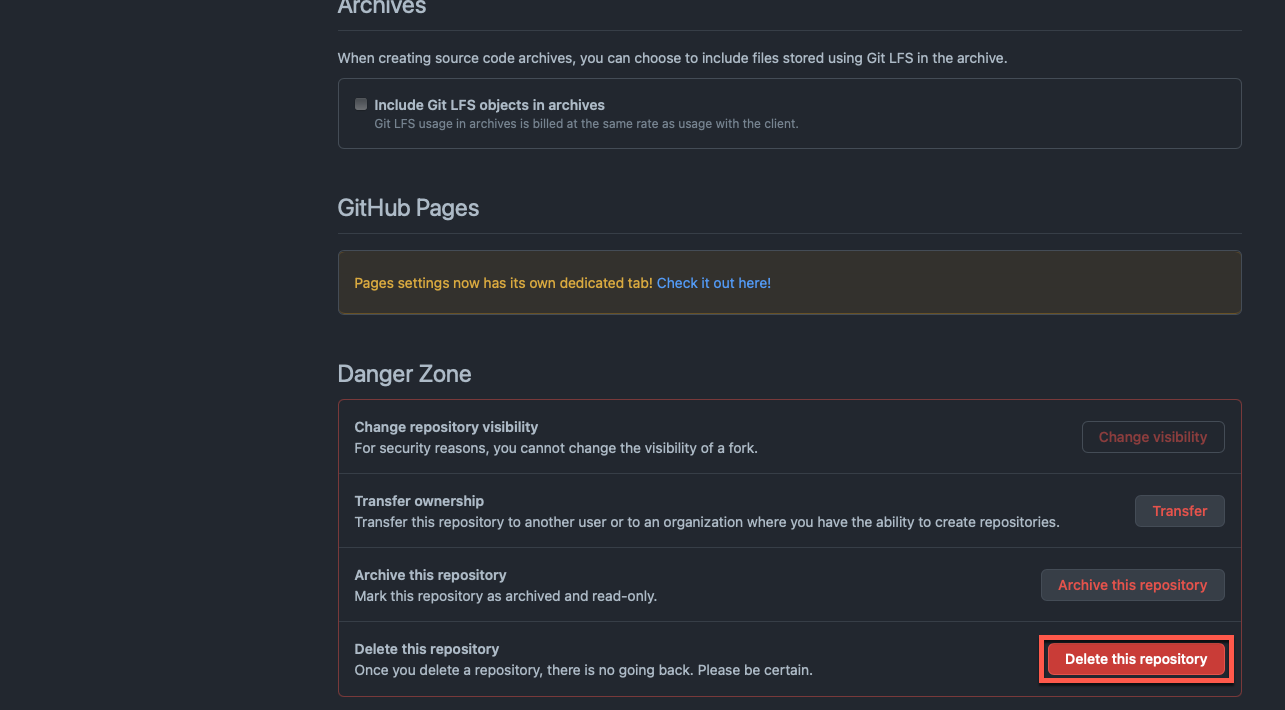 Archives
When creating source code archives, you can choose to include files stored using Git LFS in the archive.
Include Git LFS objects in archives
Git LFS usage in archives is billed at the same rate as usage with the client.
GitHub Pages
Pages settings now has its own dedicated tab! Check it out here!
Danger Zone
Change repository visibility
For security reasons, you cannot change the visibility of a fork.
Change visibility
Transfer ownership
Transfer this repository to another user or to an organization where you have the ability to create repositories.
Transfer
Archive this repository
Mark this repository as archived and read-only.
Archive this repository
Delete this repository
Once you delete a repository, there is no going back. Please be certain.
Delete this repository